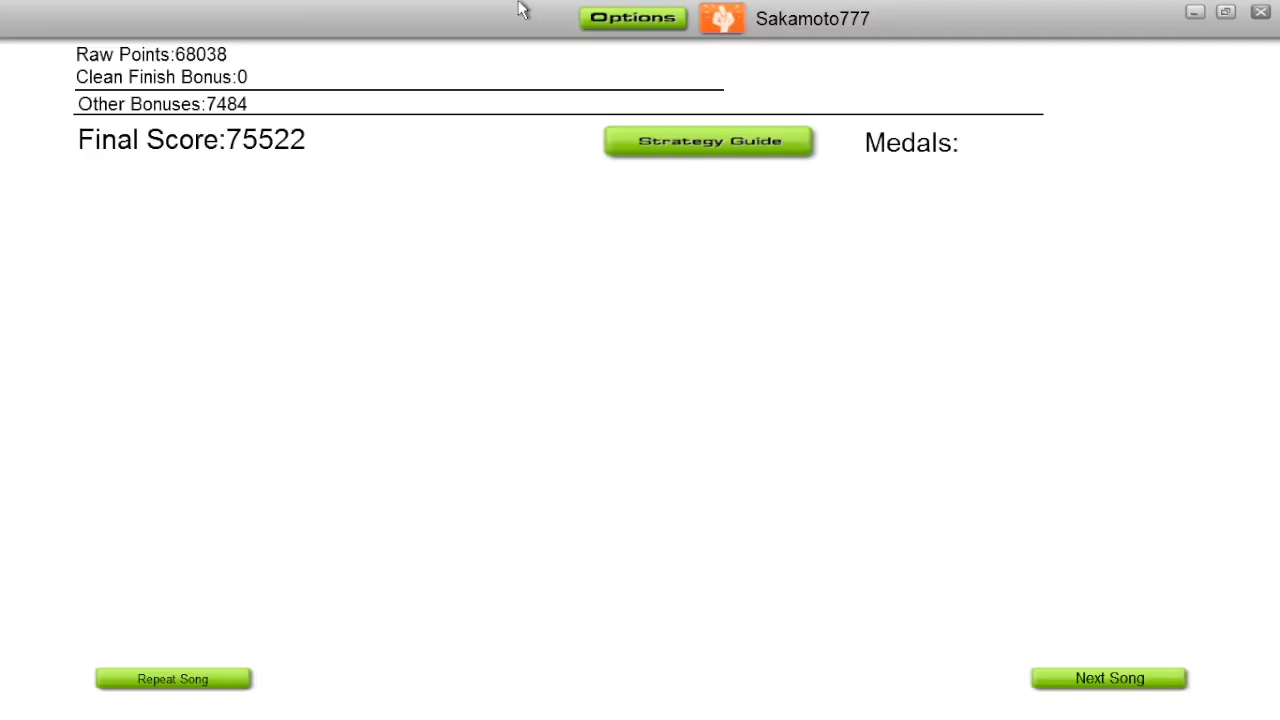 Options
Sakamoto777
Raw Points:68038
Clean Finish Bonus:0
Other Bonuses:7484
Final Score:75522
Strategy Guide
Medals:
Repeat Song
Next Song